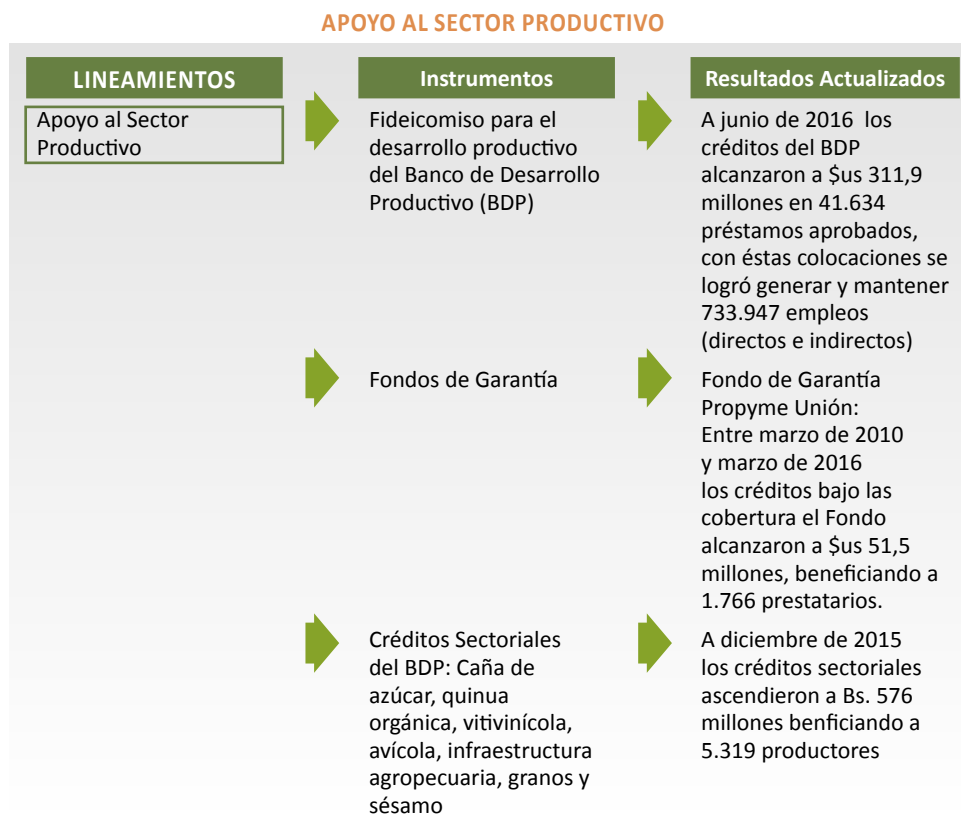 APOYO AL SECTOR PRODUCTIVO
LINEAMIENTOS
Instrumentos
Resultados Actualizados
Apoyo al Sector
Productivo
Fideicomiso para el
desarrollo productivo
del Banco de Desarrollo
Productivo (BDP)
A junio de 2016 los
créditos del BDP
alcanzaron a $us 311,9
millones en 41.634
préstamos aprobados,
con éstas colocaciones se
logró generar y mantener
733.947 empleos
(directos e indirectos)
Fondos de Garantía
Fondo de Garantía
Propyme Unión:
Entre marzo de 2010
y marzo de 2016
los créditos bajo las
cobertura el Fondo
alcanzaron a $us 51,5
millones, beneficiando a
1.766 prestatarios.
Créditos Sectoriales
del BDP: Caña de
azúcar, quinua
orgánica, vitivinícola,
avícola, infraestructura
agropecuaria, granos y
sésamo
A diciembre de 2015
los créditos sectoriales
ascendieron a Bs. 576
millones benficiando a
5.319 productores